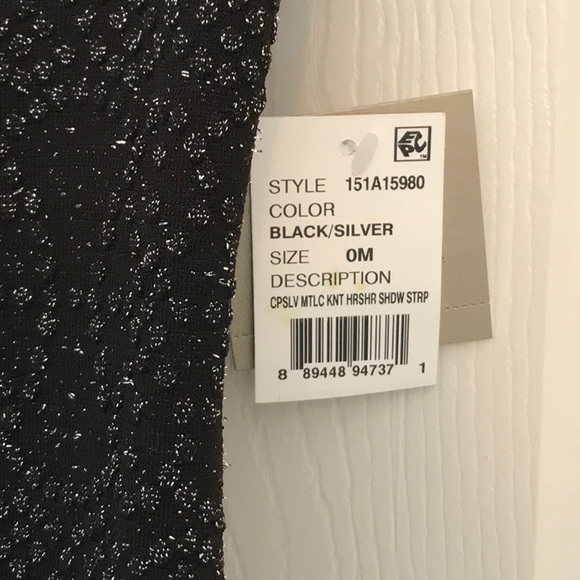 STYLE 151A15980
COLOR
BLACK/SILVER
SIZE 0M
DESCRIPTION
CPSLV MTLC KNT HRSHR SHDW STRP
8 89448 94737 1